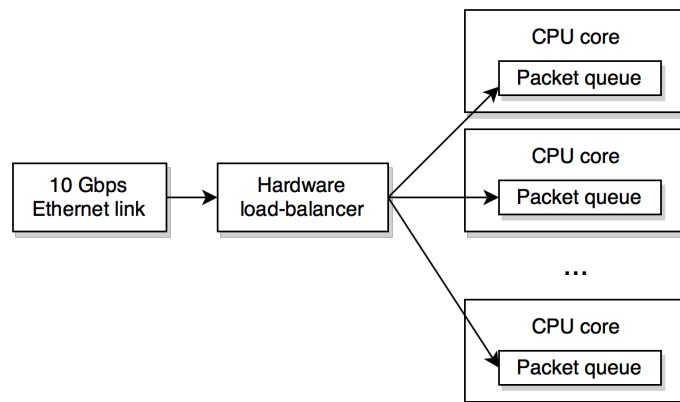 CPU core
Packet queue
CPU core
Packet queue
10 Gbps
Ethernet link
Hardware
load-balancer
...
CPU core
Packet queue